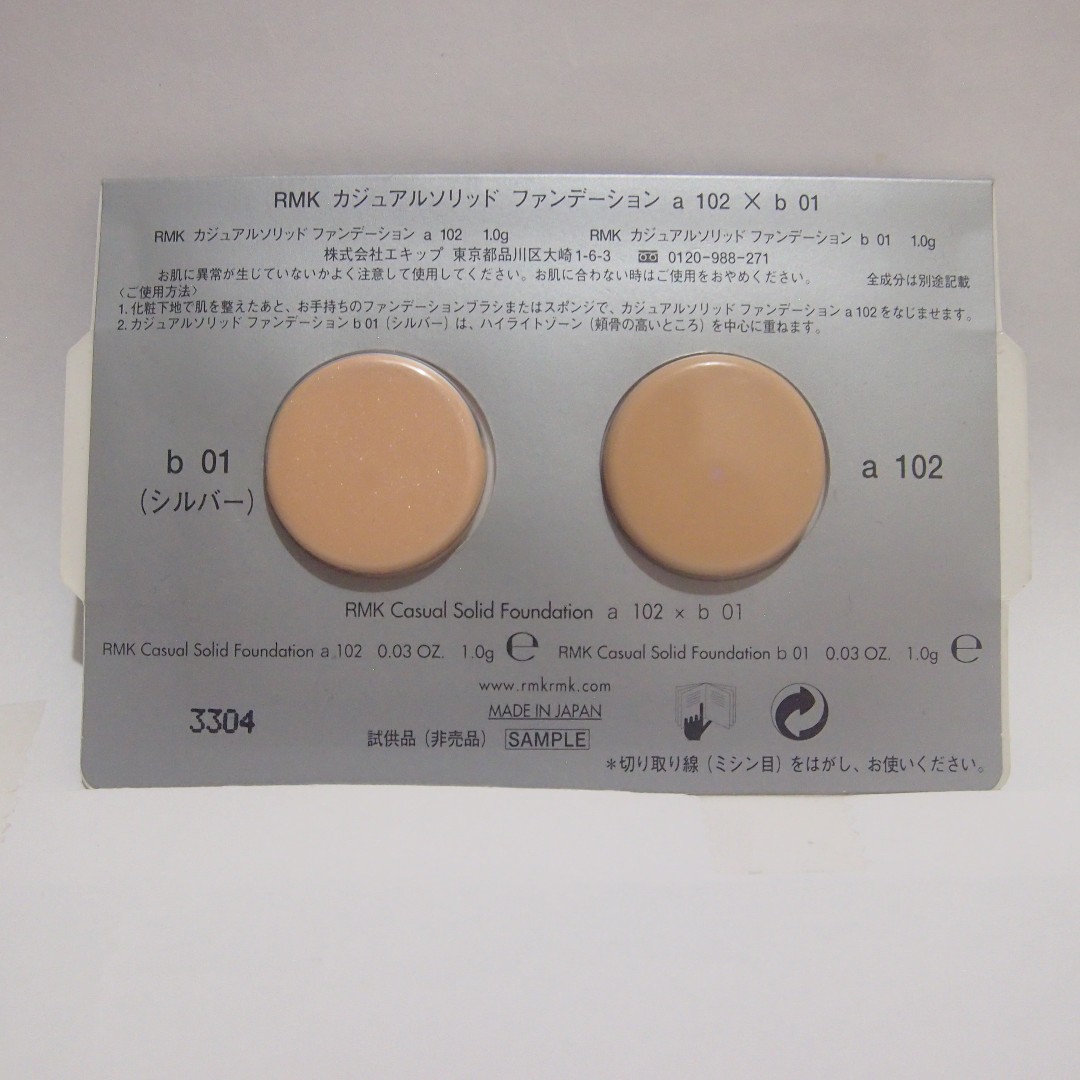 RMK カジュアルソリッド ファンデーション a 102 × b 01
RMK カジュアルソリッド ファンデーション a 102 1.0g RMK カジュアルソリッド ファンデーション b 01 1.0g
株式会社エキップ 東京都品川区大崎1-6-3 0120-988-271
お肌に異常が生じていないかよく注意して使用してください。お肌に合わない時はご使用をおやめください。 全成分は別途記載
〈ご使用方法〉
1. 化粧下地で肌を整えたあと、お手持ちのファンデーションブラシまたはスポンジで、カジュアルソリッド ファンデーション a 102 をなじませます。
2. カジュアルソリッド ファンデーション b 01（シルバー）は、ハイライトゾーン（頬骨の高いところ）を中心に重ねます。
b 01
（シルバー）
a 102
RMK Casual Solid Foundation a 102 × b 01
RMK Casual Solid Foundation a 102 0.03 OZ. 1.0g ℮ RMK Casual Solid Foundation b 01 0.03 OZ. 1.0g ℮
www.rmkrmk.com
MADE IN JAPAN
3304
試供品（非売品） SAMPLE
＊切り取り線（ミシン目）をはがし、お使いください。